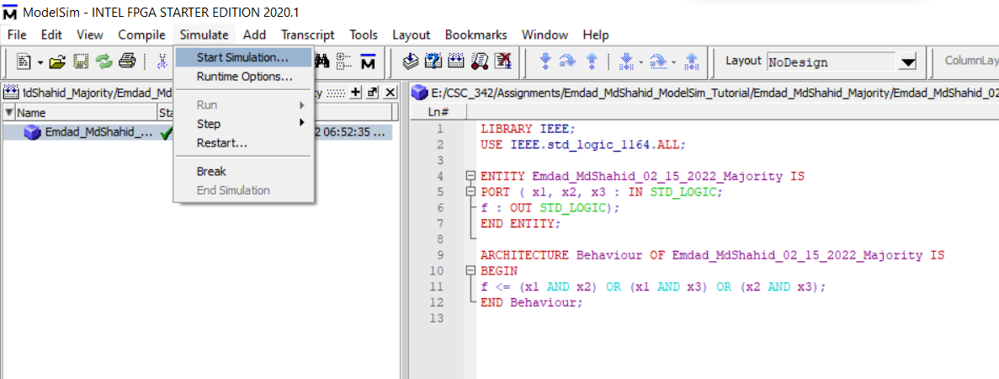 ModelSim - INTEL FPGA STARTER EDITION 2020.1
File Edit View Compile Simulate Add Transcript Tools Layout Bookmarks Window Help
Layout NoDesign
ColumnLay
Start Simulation...
Runtime Options...
Run
Step
Restart...
Break
End Simulation
1dShahid_Majority/Emdad_Md
Name
Sta
Emdad_MdShahid_...
2 06:52:35 ...
E:/CSC_342/Assignments/Emdad_MdShahid_ModelSim_Tutorial/Emdad_MdShahid_Majority/Emdad_MdShahid_02
Ln#
1 LIBRARY IEEE;
2 USE IEEE.std_logic_1164.ALL;
3
4 ENTITY Emdad_MdShahid_02_15_2022_Majority IS
5 PORT ( x1, x2, x3 : IN STD_LOGIC;
6 f : OUT STD_LOGIC);
7 END ENTITY;
8
9 ARCHITECTURE Behaviour OF Emdad_MdShahid_02_15_2022_Majority IS
10 BEGIN
11 f <= (x1 AND x2) OR (x1 AND x3) OR (x2 AND x3);
12 END Behaviour;
13